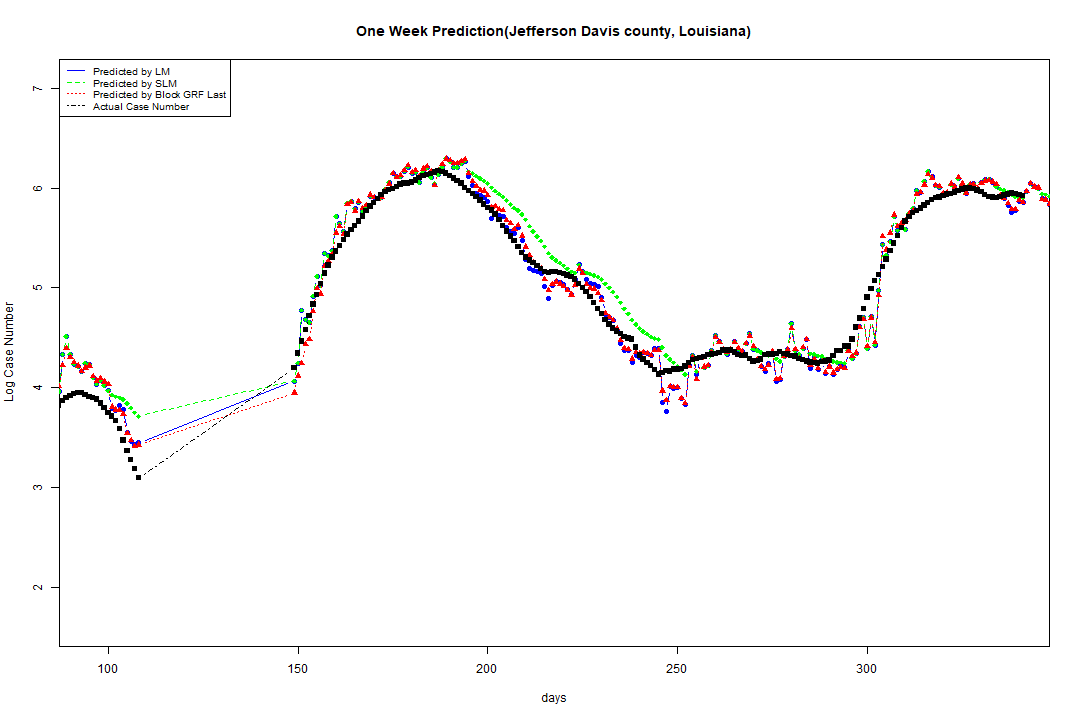 One Week Prediction(Jefferson Davis county, Louisiana)
Predicted by LM
Predicted by SLM
Predicted by Block GRF Last
Actual Case Number
7
6
5
4
3
2
Log Case Number
100 150 200 250 300
days